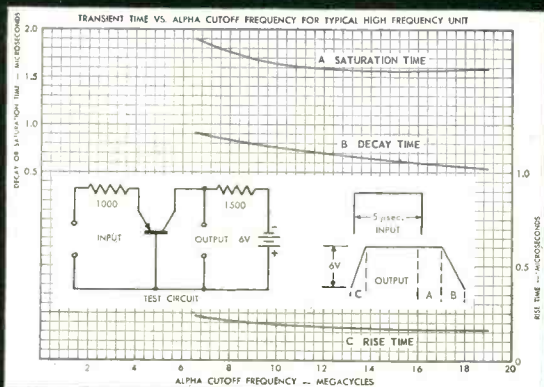 TRANSIENT TIME VS. ALPHA CUTOFF FREQUENCY FOR TYPICAL HIGH FREQUENCY UNIT
DECAY OR SATURATION TIME — MICROSECONDS
2.0
1.5
1.0
0.5
A SATURATION TIME
B DECAY TIME
1000
1500
INPUT
OUTPUT 6V
-
+
TEST CIRCUIT
5 µsec.
INPUT
6V
OUTPUT
C
A
B
C RISE TIME
1.0
0.5
0
RISE TIME — MICROSECONDS
2 4 6 8 10 12 14 16 18 20
ALPHA CUTOFF FREQUENCY — MEGACYCLES